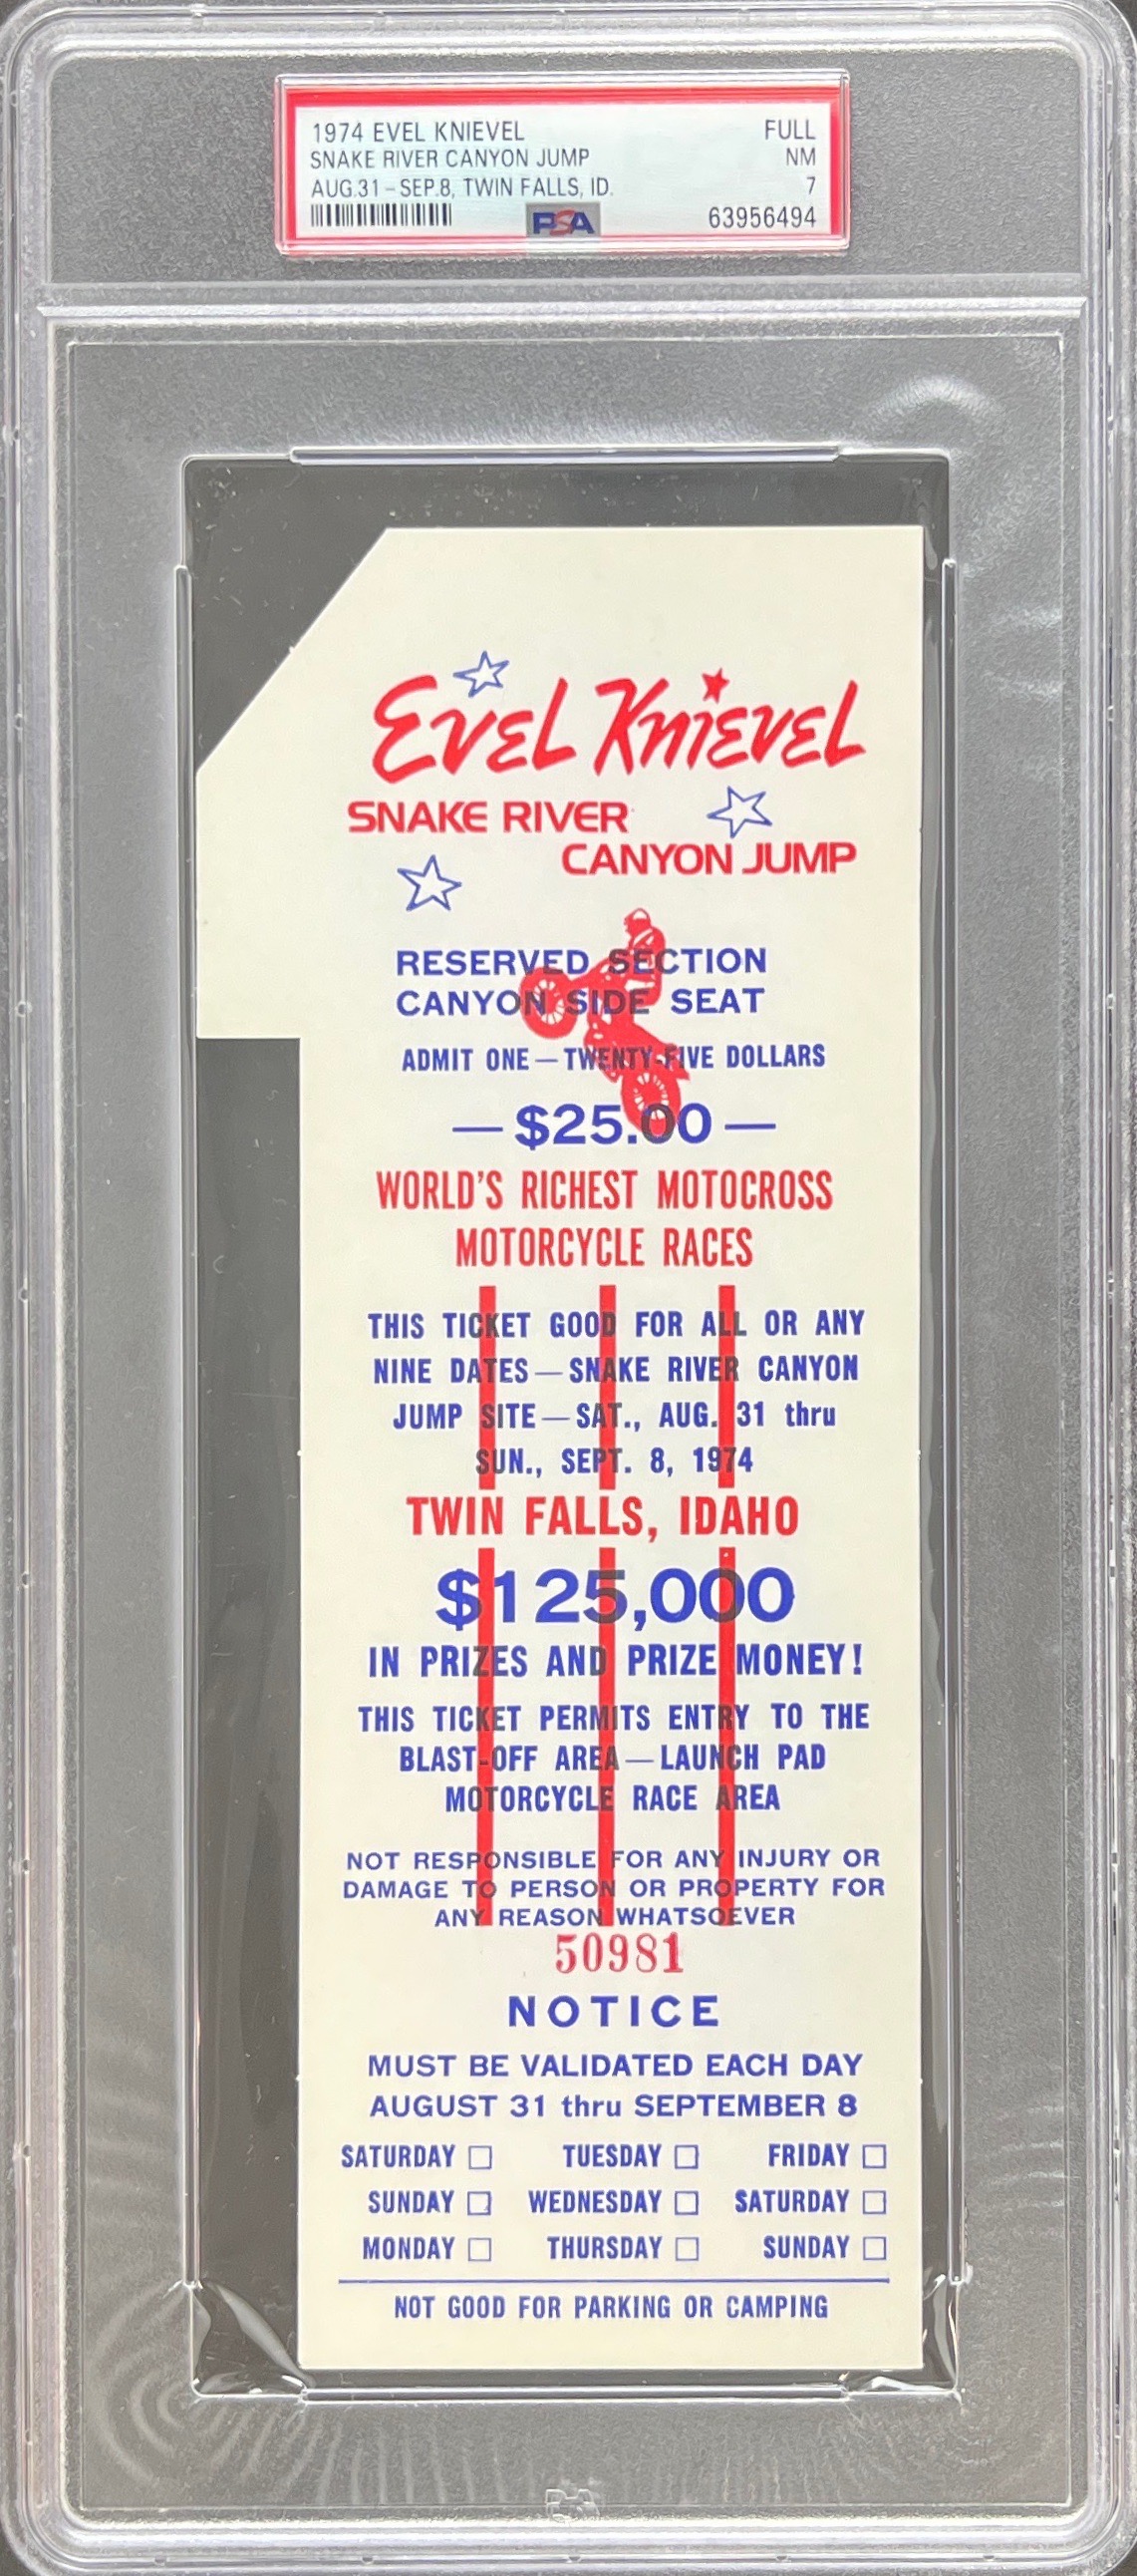 1974 EVEL KNIEVEL FULL
SNAKE RIVER CANYON JUMP NM
AUG.31 - SEP.8, TWIN FALLS, ID. 7
PSA 63956494
Evel Knievel
SNAKE RIVER
CANYON JUMP
RESERVED SECTION
CANYON SIDE SEAT
ADMIT ONE — TWENTY-FIVE DOLLARS
— $25.00 —
WORLD'S RICHEST MOTOCROSS
MOTORCYCLE RACES
THIS TICKET GOOD FOR ALL OR ANY
NINE DATES — SNAKE RIVER CANYON
JUMP SITE — SAT., AUG. 31 thru
SUN., SEPT. 8, 1974
TWIN FALLS, IDAHO
$125,000
IN PRIZES AND PRIZE MONEY!
THIS TICKET PERMITS ENTRY TO THE
BLAST-OFF AREA — LAUNCH PAD
MOTORCYCLE RACE AREA
NOT RESPONSIBLE FOR ANY INJURY OR
DAMAGE TO PERSON OR PROPERTY FOR
ANY REASON WHATSOEVER
50981
NOTICE
MUST BE VALIDATED EACH DAY
AUGUST 31 thru SEPTEMBER 8
SATURDAY □ TUESDAY □ FRIDAY □
SUNDAY □ WEDNESDAY □ SATURDAY □
MONDAY □ THURSDAY □ SUNDAY □
NOT GOOD FOR PARKING OR CAMPING